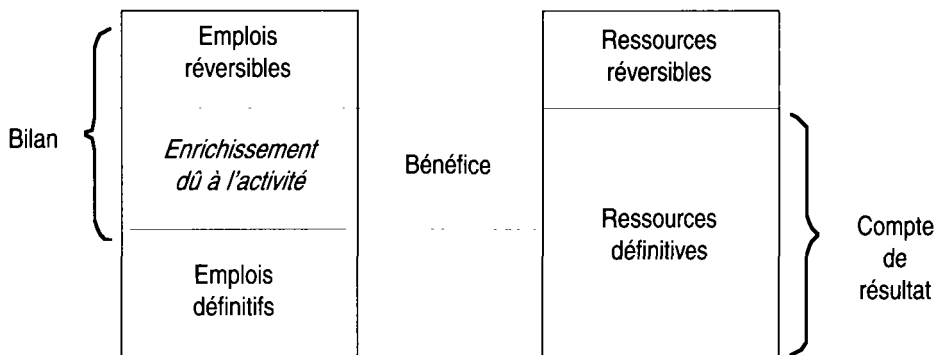 Bilan
Emplois
réversibles
Enrichissement
dû à l'activité
Emplois
définitifs
Bénéfice
Ressources
réversibles
Ressources
définitives
Compte
de
résultat